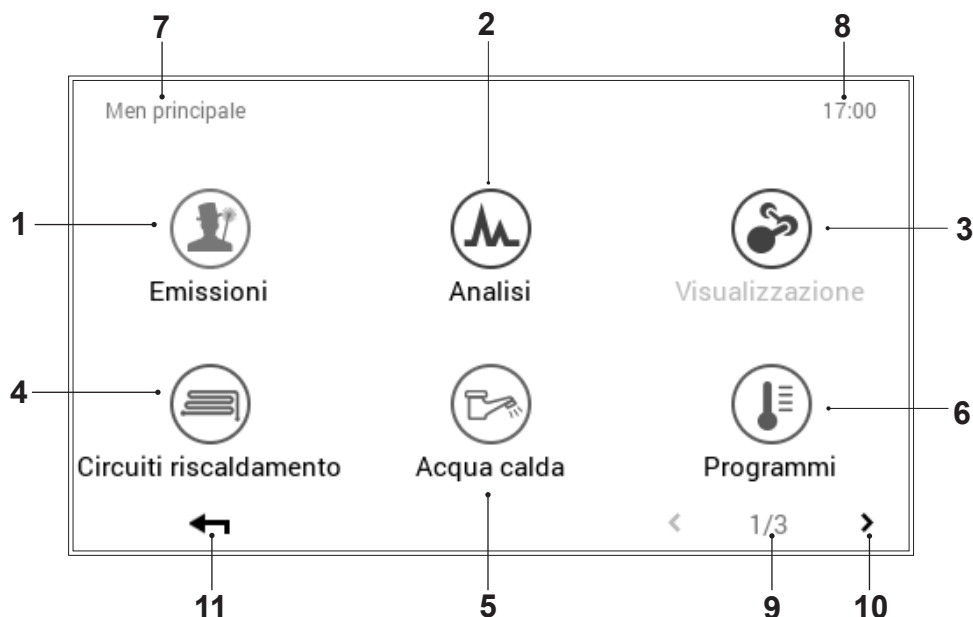 7 2 8
Men principale 17:00
1 3
Emissioni Analisi Visualizzazione
4 6
Circuiti riscaldamento Acqua calda Programmi
< 1/3 >
11 5 9 10